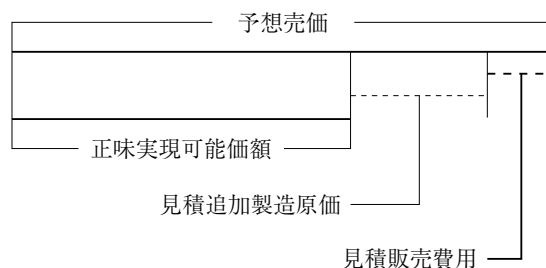 予想売価
正味実現可能価額
見積追加製造原価
見積販売費用